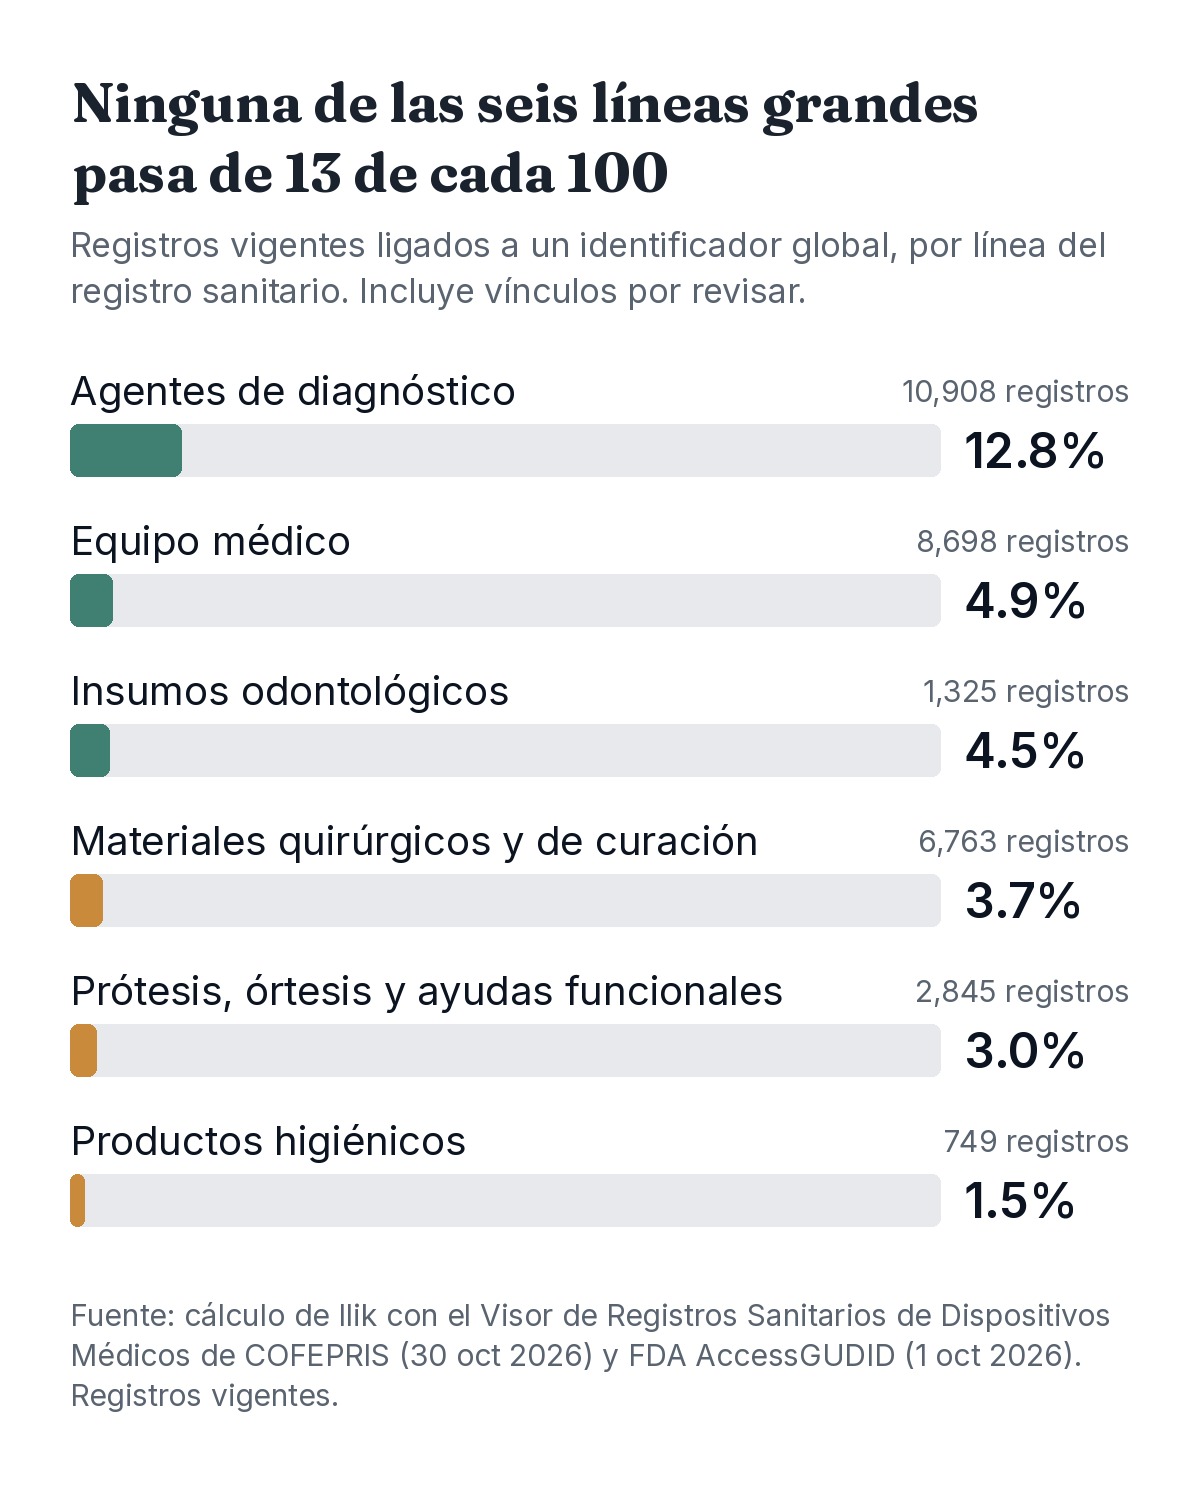 Ninguna de las seis líneas grandes
pasa de 13 de cada 100
Registros vigentes ligados a un identificador global, por línea del
registro sanitario. Incluye vínculos por revisar.
Agentes de diagnóstico
10,908 registros
12.8%
Equipo médico
8,698 registros
4.9%
Insumos odontológicos
1,325 registros
4.5%
Materiales quirúrgicos y de curación
6,763 registros
3.7%
Prótesis, órtesis y ayudas funcionales
2,845 registros
3.0%
Productos higiénicos
749 registros
1.5%
Fuente: cálculo de Ilik con el Visor de Registros Sanitarios de Dispositivos
Médicos de COFEPRIS (30 oct 2026) y FDA AccessGUDID (1 oct 2026).
Registros vigentes.